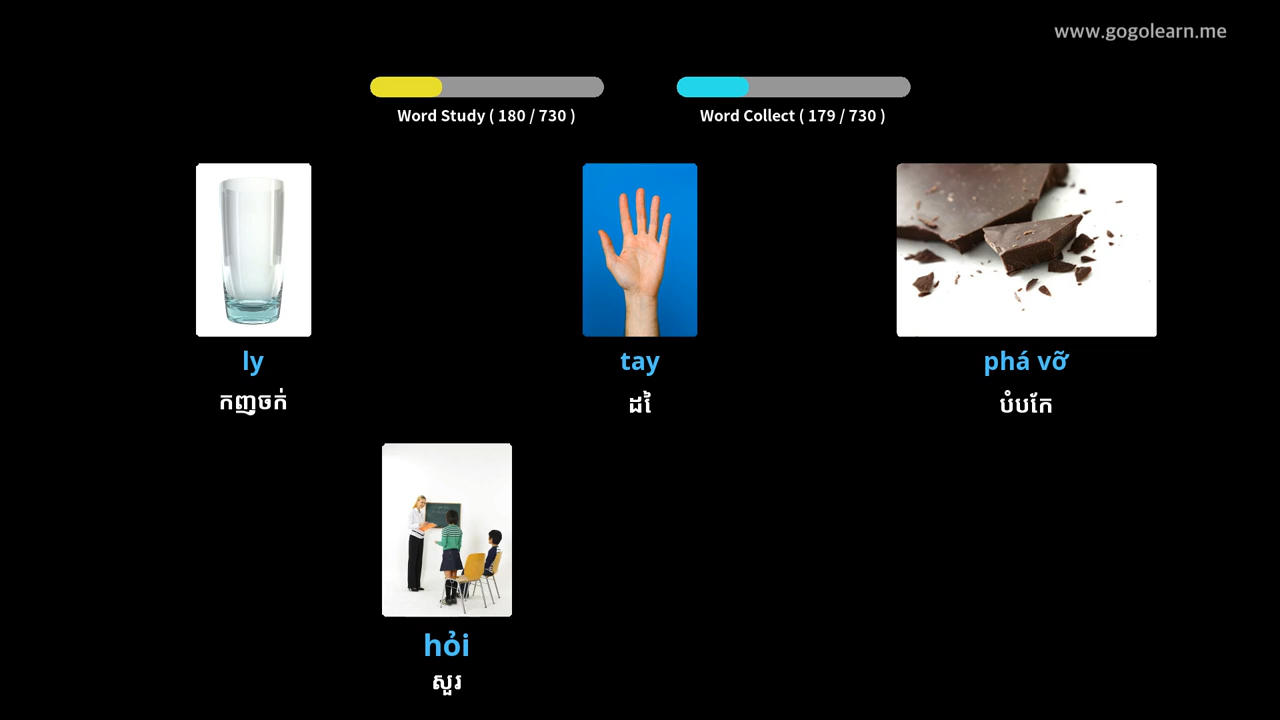 www.gogolearn.me
Word Study ( 180 / 730 )
Word Collect ( 179 / 730 )
ly
tay
phá vỡ
កញ្ចក់
ដៃ
បំបែក
hỏi
សួរ